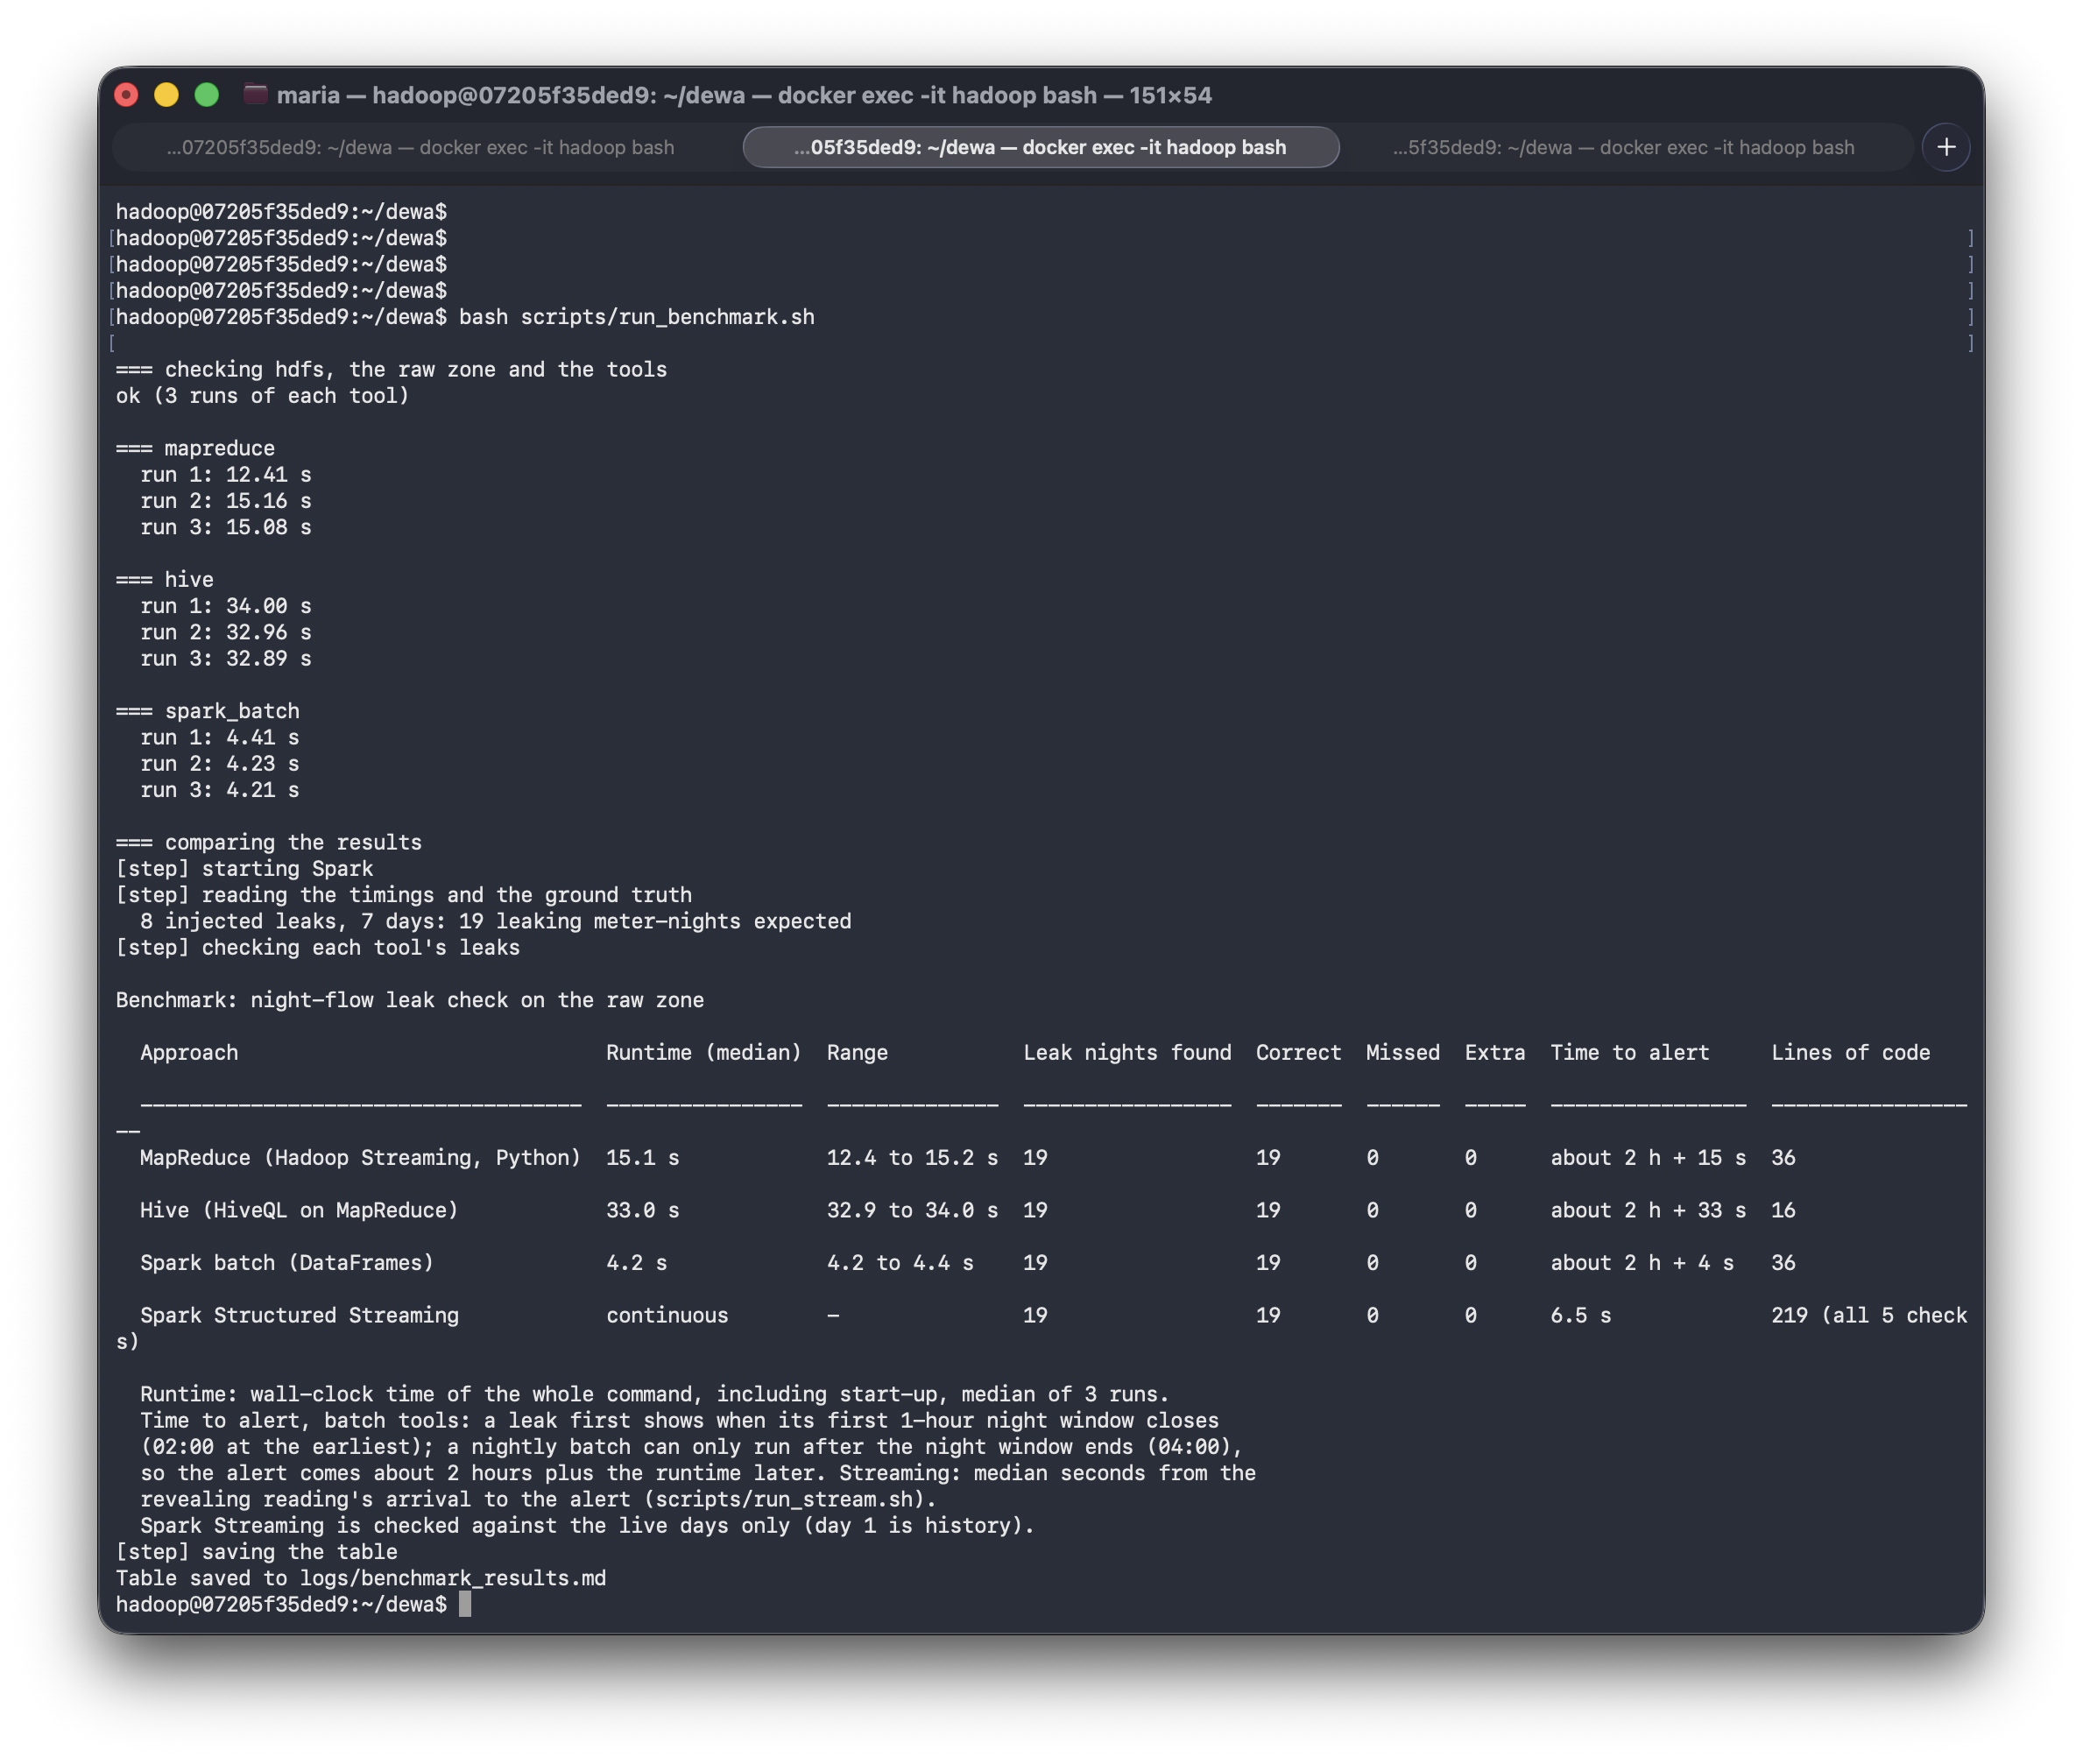 maria — hadoop@07205f35ded9: ~/dewa — docker exec -it hadoop bash — 151×54
...07205f35ded9: ~/dewa — docker exec -it hadoop bash
...05f35ded9: ~/dewa — docker exec -it hadoop bash
...5f35ded9: ~/dewa — docker exec -it hadoop bash
+
hadoop@07205f35ded9:~/dewa$
[hadoop@07205f35ded9:~/dewa$ ]
[hadoop@07205f35ded9:~/dewa$ ]
[hadoop@07205f35ded9:~/dewa$ ]
[hadoop@07205f35ded9:~/dewa$ bash scripts/run_benchmark.sh ]
[ ]
=== checking hdfs, the raw zone and the tools
ok (3 runs of each tool)
=== mapreduce
run 1: 12.41 s
run 2: 15.16 s
run 3: 15.08 s
=== hive
run 1: 34.00 s
run 2: 32.96 s
run 3: 32.89 s
=== spark_batch
run 1: 4.41 s
run 2: 4.23 s
run 3: 4.21 s
=== comparing the results
[step] starting Spark
[step] reading the timings and the ground truth
8 injected leaks, 7 days: 19 leaking meter-nights expected
[step] checking each tool's leaks
Benchmark: night-flow leak check on the raw zone
Approach Runtime (median) Range Leak nights found Correct Missed Extra Time to alert Lines of code
------------------------------------ ---------------- -------------- ----------------- ------- ------ ----- ---------------- ----------------
--
MapReduce (Hadoop Streaming, Python) 15.1 s 12.4 to 15.2 s 19 19 0 0 about 2 h + 15 s 36
Hive (HiveQL on MapReduce) 33.0 s 32.9 to 34.0 s 19 19 0 0 about 2 h + 33 s 16
Spark batch (DataFrames) 4.2 s 4.2 to 4.4 s 19 19 0 0 about 2 h + 4 s 36
Spark Structured Streaming continuous - 19 19 0 0 6.5 s 219 (all 5 check
s)
Runtime: wall-clock time of the whole command, including start-up, median of 3 runs.
Time to alert, batch tools: a leak first shows when its first 1-hour night window closes
(02:00 at the earliest); a nightly batch can only run after the night window ends (04:00),
so the alert comes about 2 hours plus the runtime later. Streaming: median seconds from the
revealing reading's arrival to the alert (scripts/run_stream.sh).
Spark Streaming is checked against the live days only (day 1 is history).
[step] saving the table
Table saved to logs/benchmark_results.md
hadoop@07205f35ded9:~/dewa$